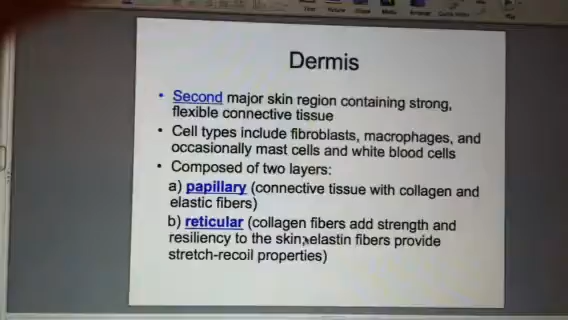 Dermis
• Second major skin region containing strong,
flexible connective tissue
• Cell types include fibroblasts, macrophages, and
occasionally mast cells and white blood cells
• Composed of two layers:
a) papillary (connective tissue with collagen and
elastic fibers)
b) reticular (collagen fibers add strength and
resiliency to the skin; elastin fibers provide
stretch-recoil properties)